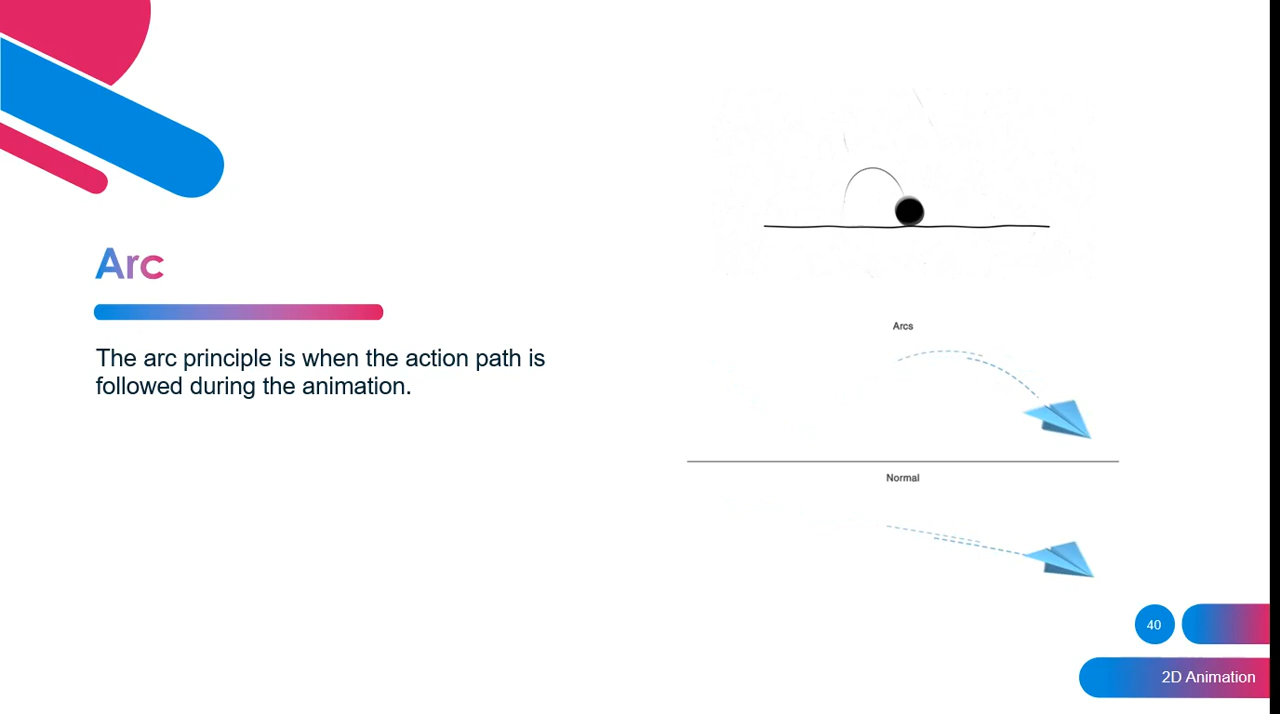 Arc
The arc principle is when the action path is
followed during the animation.
Arcs
Normal
40
2D Animation